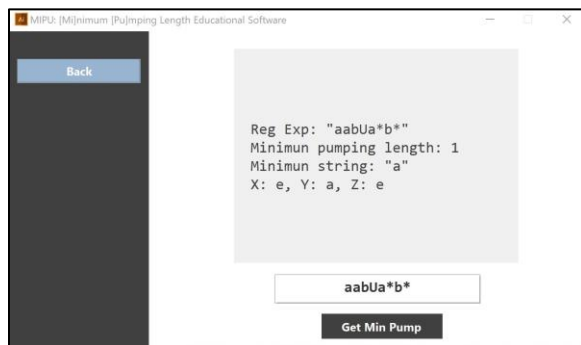 MIPU: [Mi]nimum [Pu]mping Length Educational Software
Back
Reg Exp: "aabUa*b*"
Minimun pumping length: 1
Minimun string: "a"
X: e, Y: a, Z: e
aabUa*b*
Get Min Pump